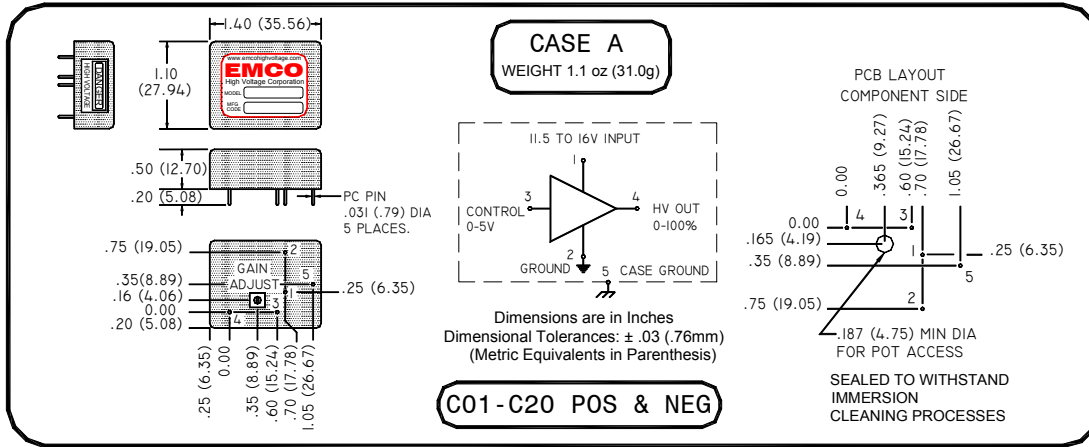 1.40 (35.56)
1.10
(27.94)
DANGER
HIGH VOLTAGE
www.emcohighvoltage.com
EMCO
High Voltage Corporation
MODEL
MFG
CODE
.50 (12.70)
.20 (5.08)
PC PIN
.031 (.79) DIA
5 PLACES.
.75 (19.05)
.35(8.89)
.16 (4.06)
0.00
.20 (5.08)
GAIN
ADJUST
2
5
1
3
4
.25 (6.35)
.25 (6.35)
0.00
.35 (8.89)
.60 (15.24)
.70 (17.78)
1.05 (26.67)
CASE A
WEIGHT 1.1 oz (31.0g)
11.5 TO 16V INPUT
1
3
CONTROL
0-5V
4
HV OUT
0-100%
2
GROUND
5 CASE GROUND
Dimensions are in Inches
Dimensional Tolerances: ± .03 (.76mm)
(Metric Equivalents in Parenthesis)
C01-C20 POS & NEG
PCB LAYOUT
COMPONENT SIDE
0.00
.365 (9.27)
.60 (15.24)
.70 (17.78)
1.05 (26.67)
0.00
.165 (4.19)
.35 (8.89)
.75 (19.05)
4
3
1
5
2
.25 (6.35)
.187 (4.75) MIN DIA
FOR POT ACCESS
SEALED TO WITHSTAND
IMMERSION
CLEANING PROCESSES